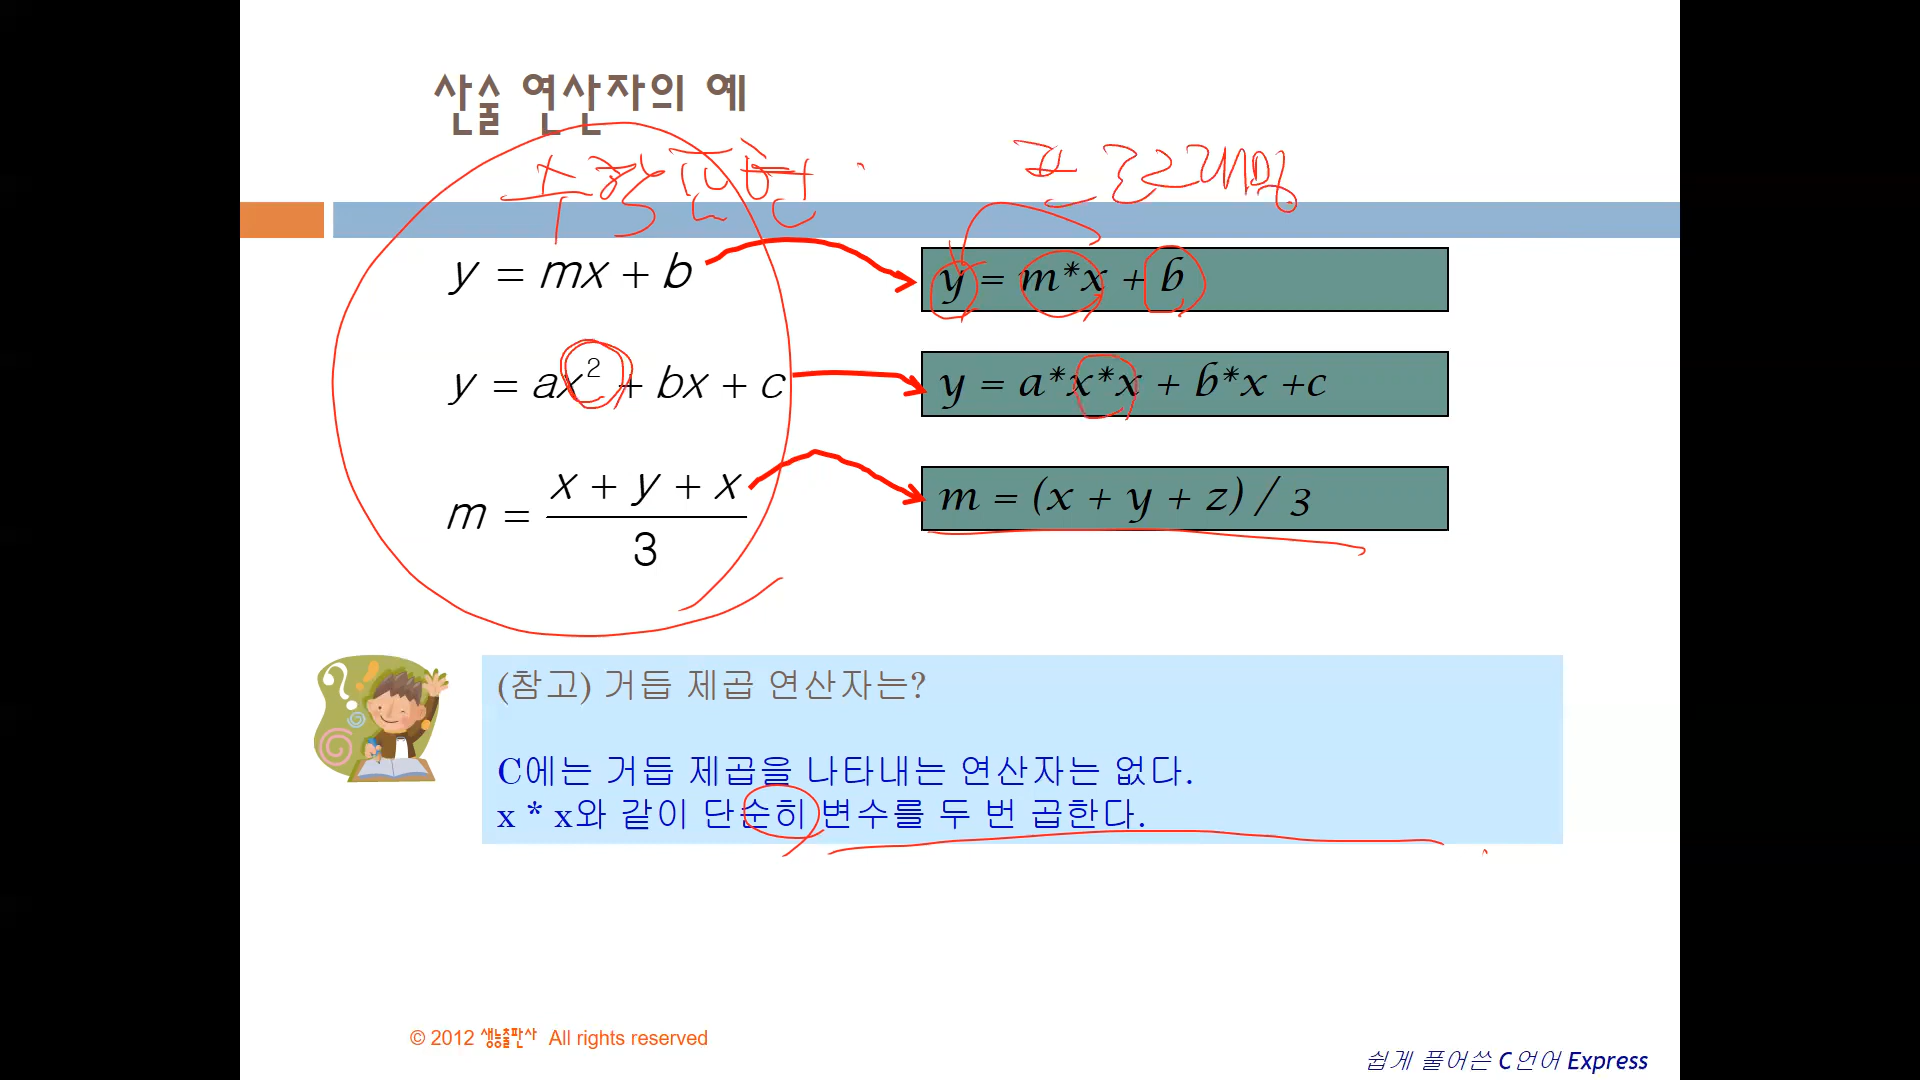 산술 연산자의 예
수학표현
프로그래밍
y = mx + b
y = m*x + b
y = ax² + bx + c
y = a*x*x + b*x +c
m = x + y + x / 3
m = (x + y + z) / 3
(참고) 거듭 제곱 연산자는?
C에는 거듭 제곱을 나타내는 연산자는 없다.
x * x와 같이 단순히 변수를 두 번 곱한다.
© 2012 생능출판사 All rights reserved
쉽게 풀어쓴 C언어 Express